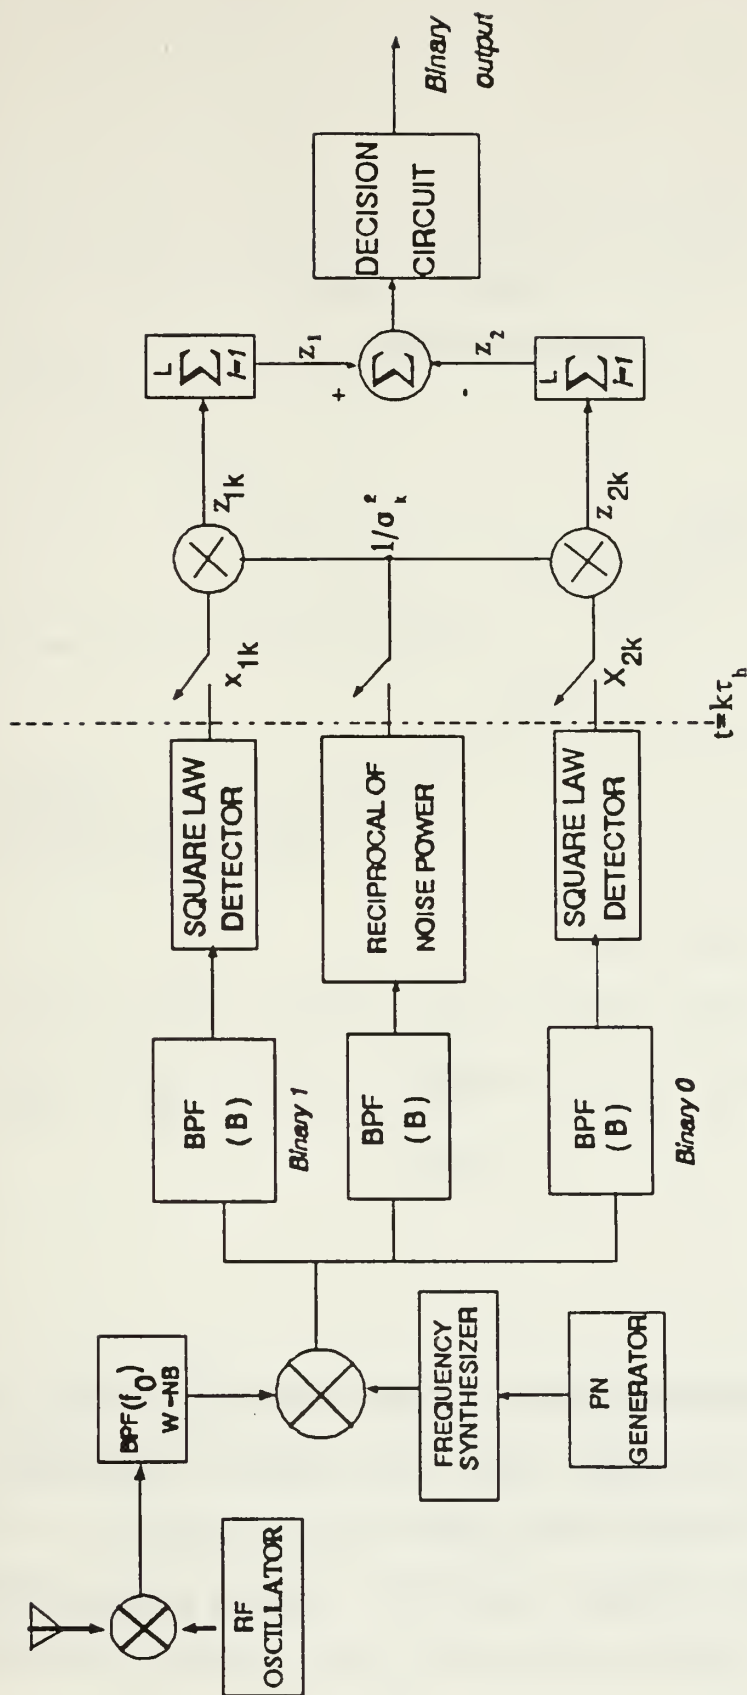 RF
OSCILLATOR
BPF(f₀)
W=NB
FREQUENCY
SYNTHESIZER
PN
GENERATOR
BPF
(B)
Binary 1
BPF
(B)
BPF
(B)
Binary 0
SQUARE LAW
DETECTOR
RECIPROCAL OF
NOISE POWER
SQUARE LAW
DETECTOR
t=kτₕ
x₁ₖ
X₂ₖ
1/σ²ₖ
z₁ₖ
z₂ₖ
L
Σ
i=1
L
Σ
i=1
z₁
z₂
+
Σ
-
DECISION
CIRCUIT
Binary
output